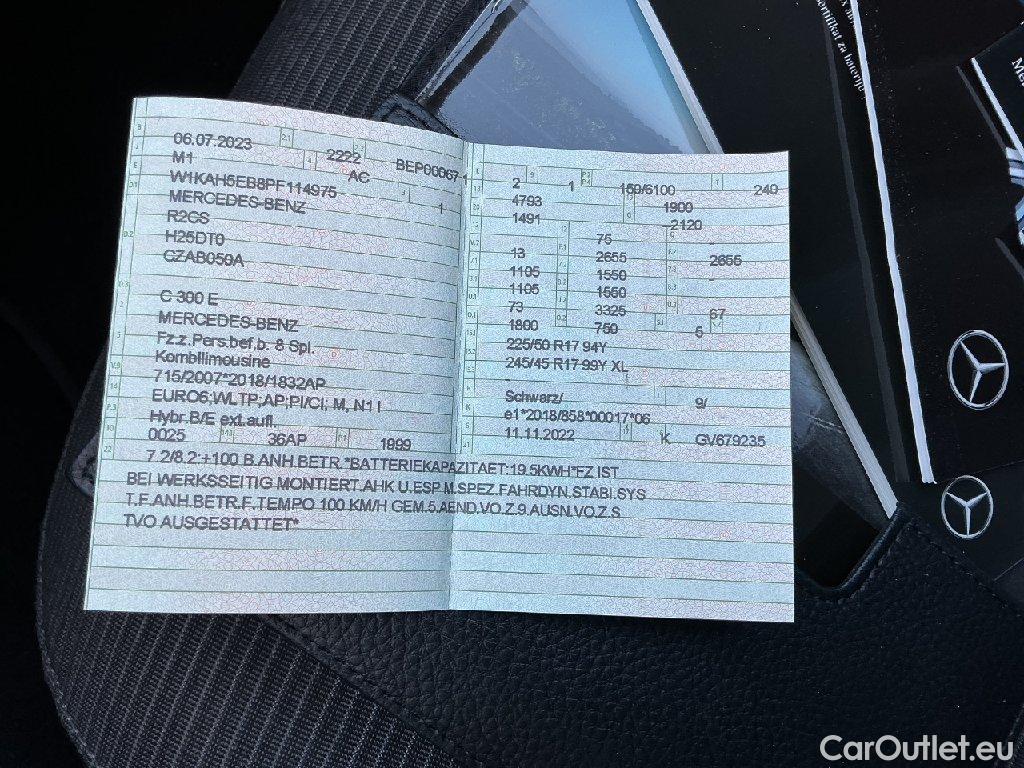 ertifikat za baterijo
06.07.2023 2222 BEP00067
M1 AC
W1KAH5EB8PF114975 1
MERCEDES-BENZ
R2CS
H25DT0
CZAB050A
C 300 E
MERCEDES-BENZ
Fz.z.Pers.bef.b. 8 Spl.
Kombilimousine
715/2007*2018/1832AP
EURO6;WLTP;AP;PI/CI; M, N1 I
Hybr.B/E ext.aufl.
0025 36AP 1999
2 1 150/6100 240
4793 1900
1491 2120
75 -
13 2655 2655
1105 1550 -
1105 1550
73 3325 67
1800 750 5
225/50 R17 94Y
245/45 R17 99Y XL
Schwarz/ 9/
e1*2018/858*00017*06
11.11.2022 K GV679235
7.2/8.2:+100 B.ANH.BETR.*BATTERIEKAPAZITAET:19.5KWH*FZ IST
BEI WERKSSEITIG.MONTIERT.AHK U.ESP M.SPEZ.FAHRDYN.STABI.SYS
T.F.ANH.BETR.F.TEMPO 100 KM/H GEM.5.AEND.VO.Z.9.AUSN.VO.Z.S
TVO AUSGESTATTET*
CarOutlet.eu